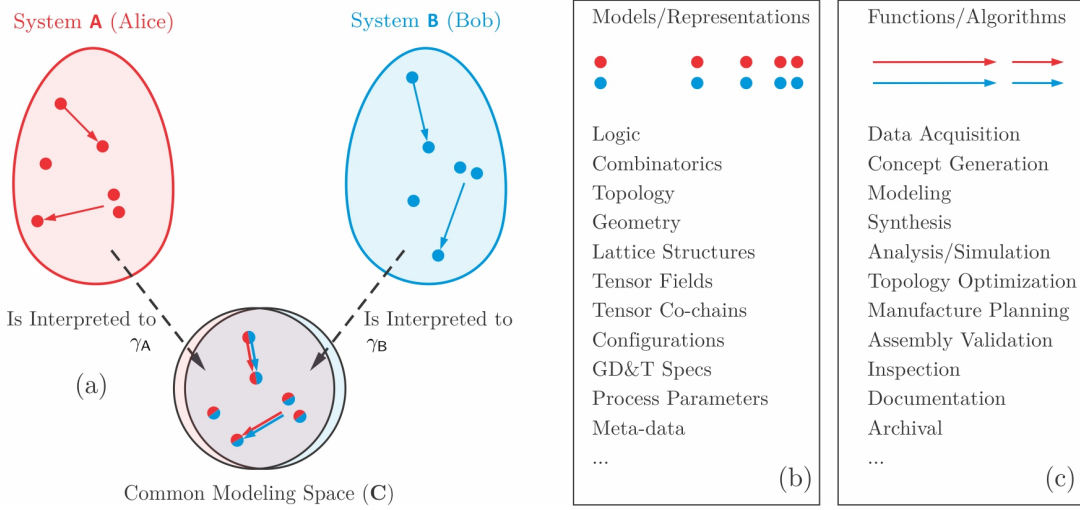 System A (Alice)
System B (Bob)
Is Interpreted to
γA
Is Interpreted to
γB
(a)
Common Modeling Space (C)
Models/Representations
Logic
Combinatorics
Topology
Geometry
Lattice Structures
Tensor Fields
Tensor Co-chains
Configurations
GD&T Specs
Process Parameters
Meta-data
...
(b)
Functions/Algorithms
Data Acquisition
Concept Generation
Modeling
Synthesis
Analysis/Simulation
Topology Optimization
Manufacture Planning
Assembly Validation
Inspection
Documentation
Archival
...
(c)